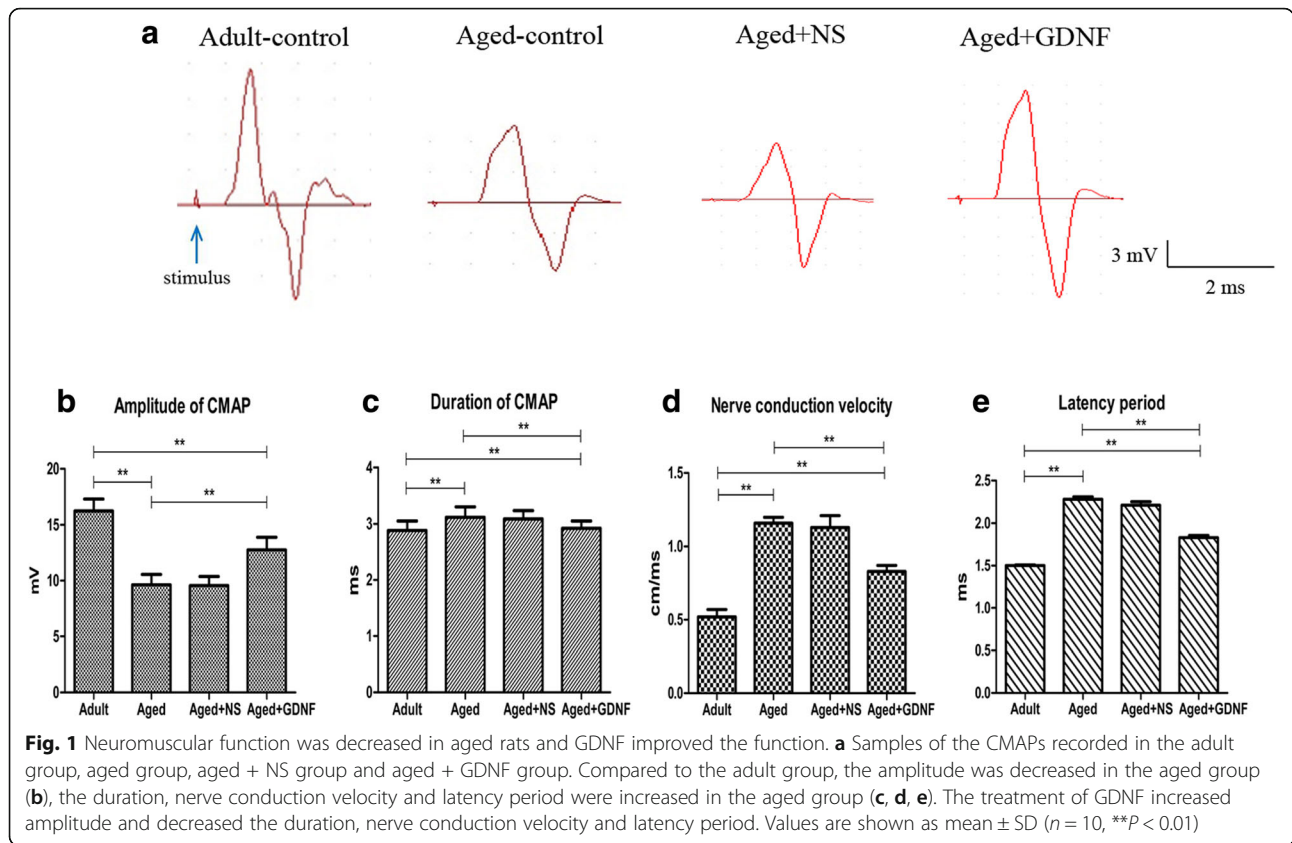 a
Adult-control Aged-control Aged+NS Aged+GDNF
stimulus
3 mV
2 ms
b Amplitude of CMAP
**
** **
20
15
10
5
0
mV
Adult Aged Aged+NS Aged+GDNF
c Duration of CMAP
**
**
**
4
3
2
1
0
ms
Adult Aged Aged+NS Aged+GDNF
d Nerve conduction velocity
**
**
**
1.5
1.0
0.5
0.0
cm/ms
Adult Aged Aged+NS Aged+GDNF
e Latency period
**
**
**
2.5
2.0
1.5
1.0
0.5
0.0
ms
Adult Aged Aged+NS Aged+GDNF
Fig. 1 Neuromuscular function was decreased in aged rats and GDNF improved the function. a Samples of the CMAPs recorded in the adult
group, aged group, aged + NS group and aged + GDNF group. Compared to the adult group, the amplitude was decreased in the aged group
(b), the duration, nerve conduction velocity and latency period were increased in the aged group (c, d, e). The treatment of GDNF increased
amplitude and decreased the duration, nerve conduction velocity and latency period. Values are shown as mean ± SD (n = 10, **P < 0.01)